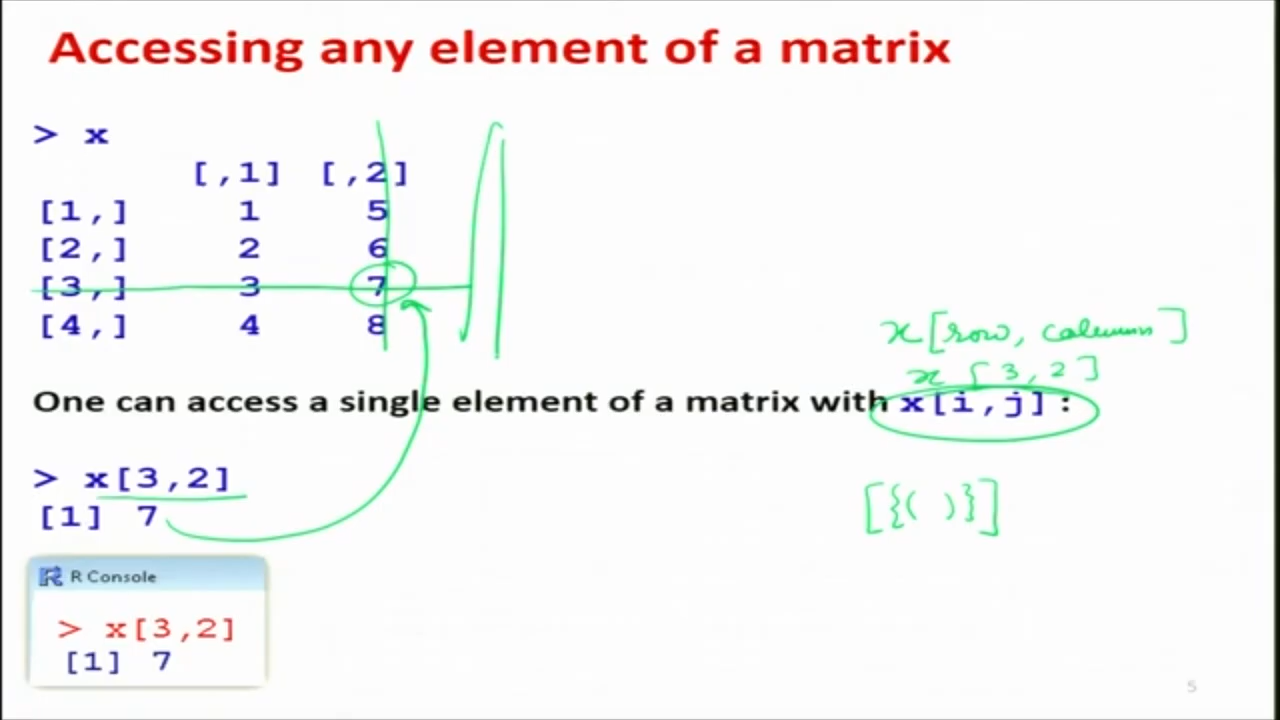 Accessing any element of a matrix
> x
[,1] [,2]
[1,] 1 5
[2,] 2 6
[3,] 3 7
[4,] 4 8
x[row, column]
x [3,2]
One can access a single element of a matrix with x[i,j]:
> x[3,2]
[1] 7
[{( )}]
R R Console
> x[3,2]
[1] 7
5